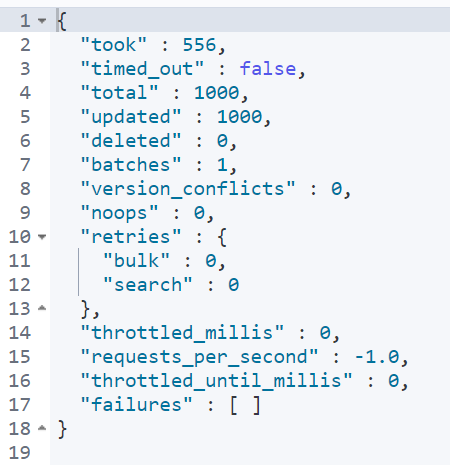 1 {
2 "took" : 556,
3 "timed_out" : false,
4 "total" : 1000,
5 "updated" : 1000,
6 "deleted" : 0,
7 "batches" : 1,
8 "version_conflicts" : 0,
9 "noops" : 0,
10 "retries" : {
11 "bulk" : 0,
12 "search" : 0
13 },
14 "throttled_millis" : 0,
15 "requests_per_second" : -1.0,
16 "throttled_until_millis" : 0,
17 "failures" : [ ]
18 }
19